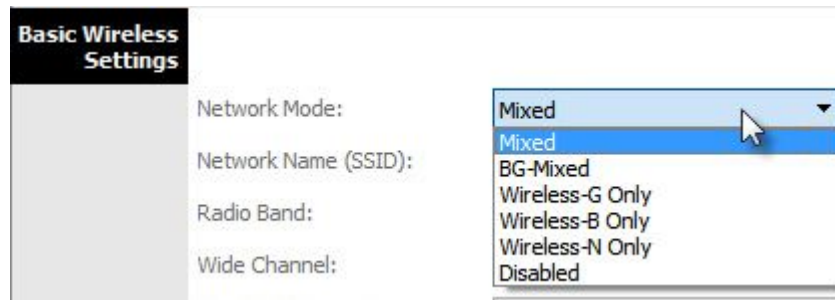 Basic Wireless
Settings
Network Mode:
Mixed
Mixed
BG-Mixed
Network Name (SSID):
Wireless-G Only
Radio Band:
Wireless-B Only
Wireless-N Only
Wide Channel:
Disabled